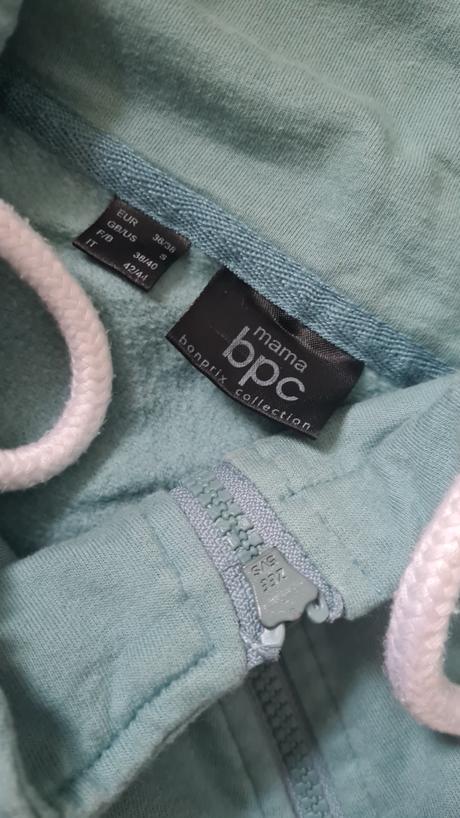 EUR 36/38
GB/US S
F/B 38/40
IT 42/44
mama
bpc
bonprix collection